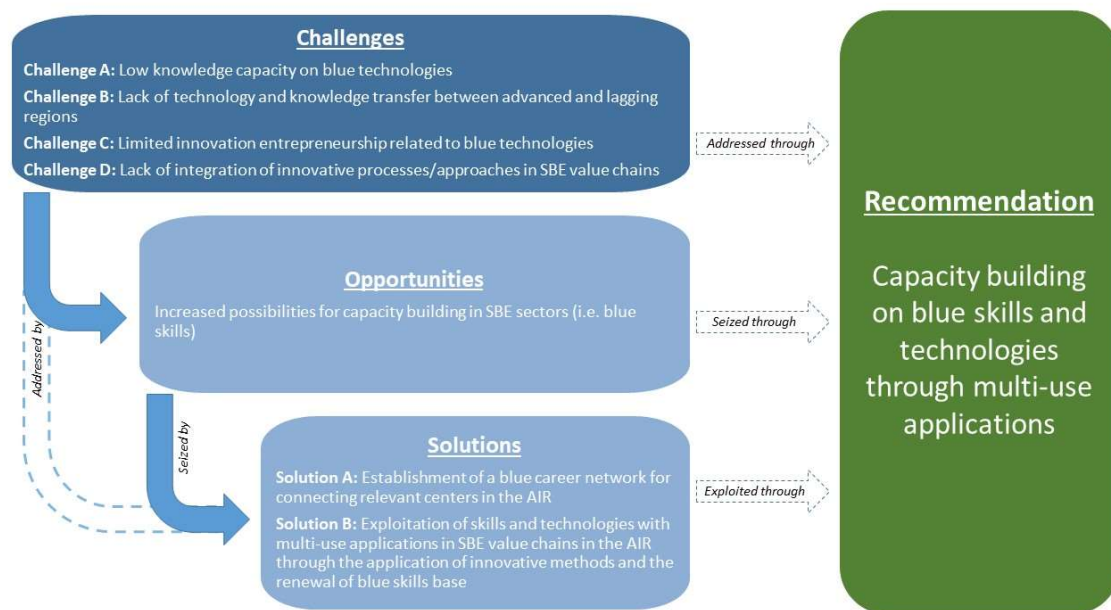 Challenges
Challenge A: Low knowledge capacity on blue technologies
Challenge B: Lack of technology and knowledge transfer between advanced and lagging
regions
Challenge C: Limited innovation entrepreneurship related to blue technologies
Challenge D: Lack of integration of innovative processes/approaches in SBE value chains
Addressed through
Opportunities
Increased possibilities for capacity building in SBE sectors (i.e. blue
skills)
Seized through
Addressed by
Seized by
Solutions
Solution A: Establishment of a blue career network for
connecting relevant centers in the AIR
Solution B: Exploitation of skills and technologies with
multi-use applications in SBE value chains in the AIR
through the application of innovative methods and the
renewal of blue skills base
Exploited through
Recommendation
Capacity building
on blue skills and
technologies
through multi-use
applications